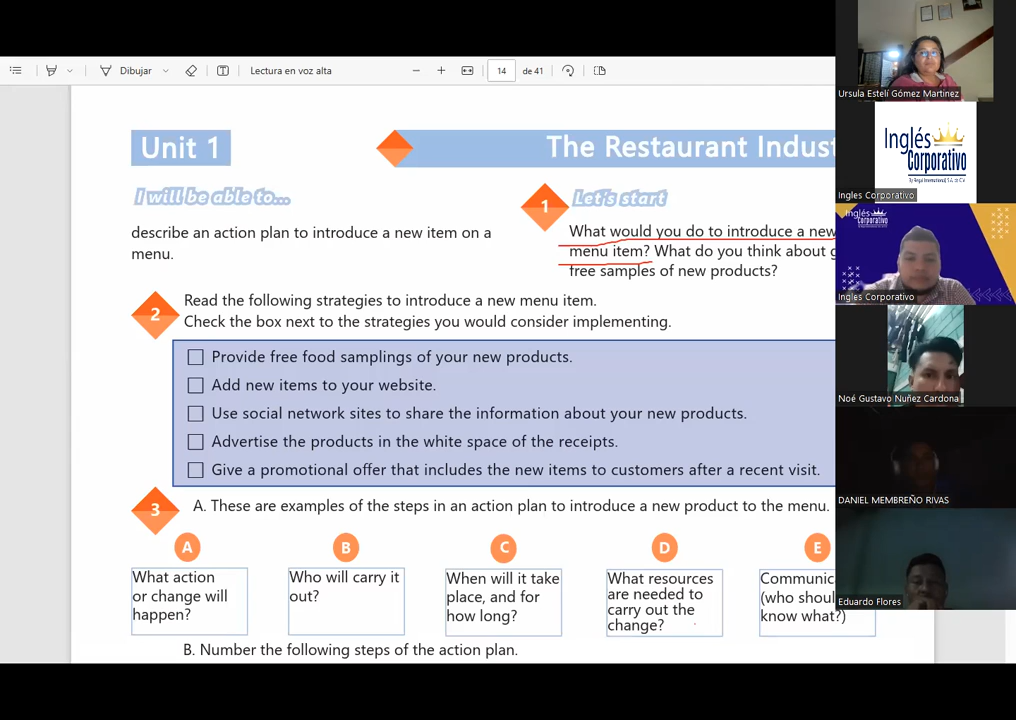 Dibujar
Lectura en voz alta
14
de 41
Unit 1
The Restaurant
I will be able to...
describe an action plan to introduce a new item on a
menu.
1
Let's start
What would you do to introduce a new
menu item? What do you think about
free samples of new products?
2
Read the following strategies to introduce a new menu item.
Check the box next to the strategies you would consider implementing.
Provide free food samplings of your new products.
Add new items to your website.
Use social network sites to share the information about your new products.
Advertise the products in the white space of the receipts.
Give a promotional offer that includes the new items to customers after a recent visit.
3
A. These are examples of the steps in an action plan to introduce a new product to the menu.
A
What action
or change will
happen?
B
Who will carry it
out?
C
When will it take
place, and for
how long?
D
What resources
are needed to
carry out the
change?
E
(who
know what?)
B. Number the following steps of the action plan.
Ursula Estelí Gómez Martinez
Inglés
Corporativo
Ingles Corporativo
Inglés
Corporativo
Ingles Corporativo
Noé Gustavo Nuñez Cardona
DANIEL MEMBREÑO RIVAS
Eduardo Flores